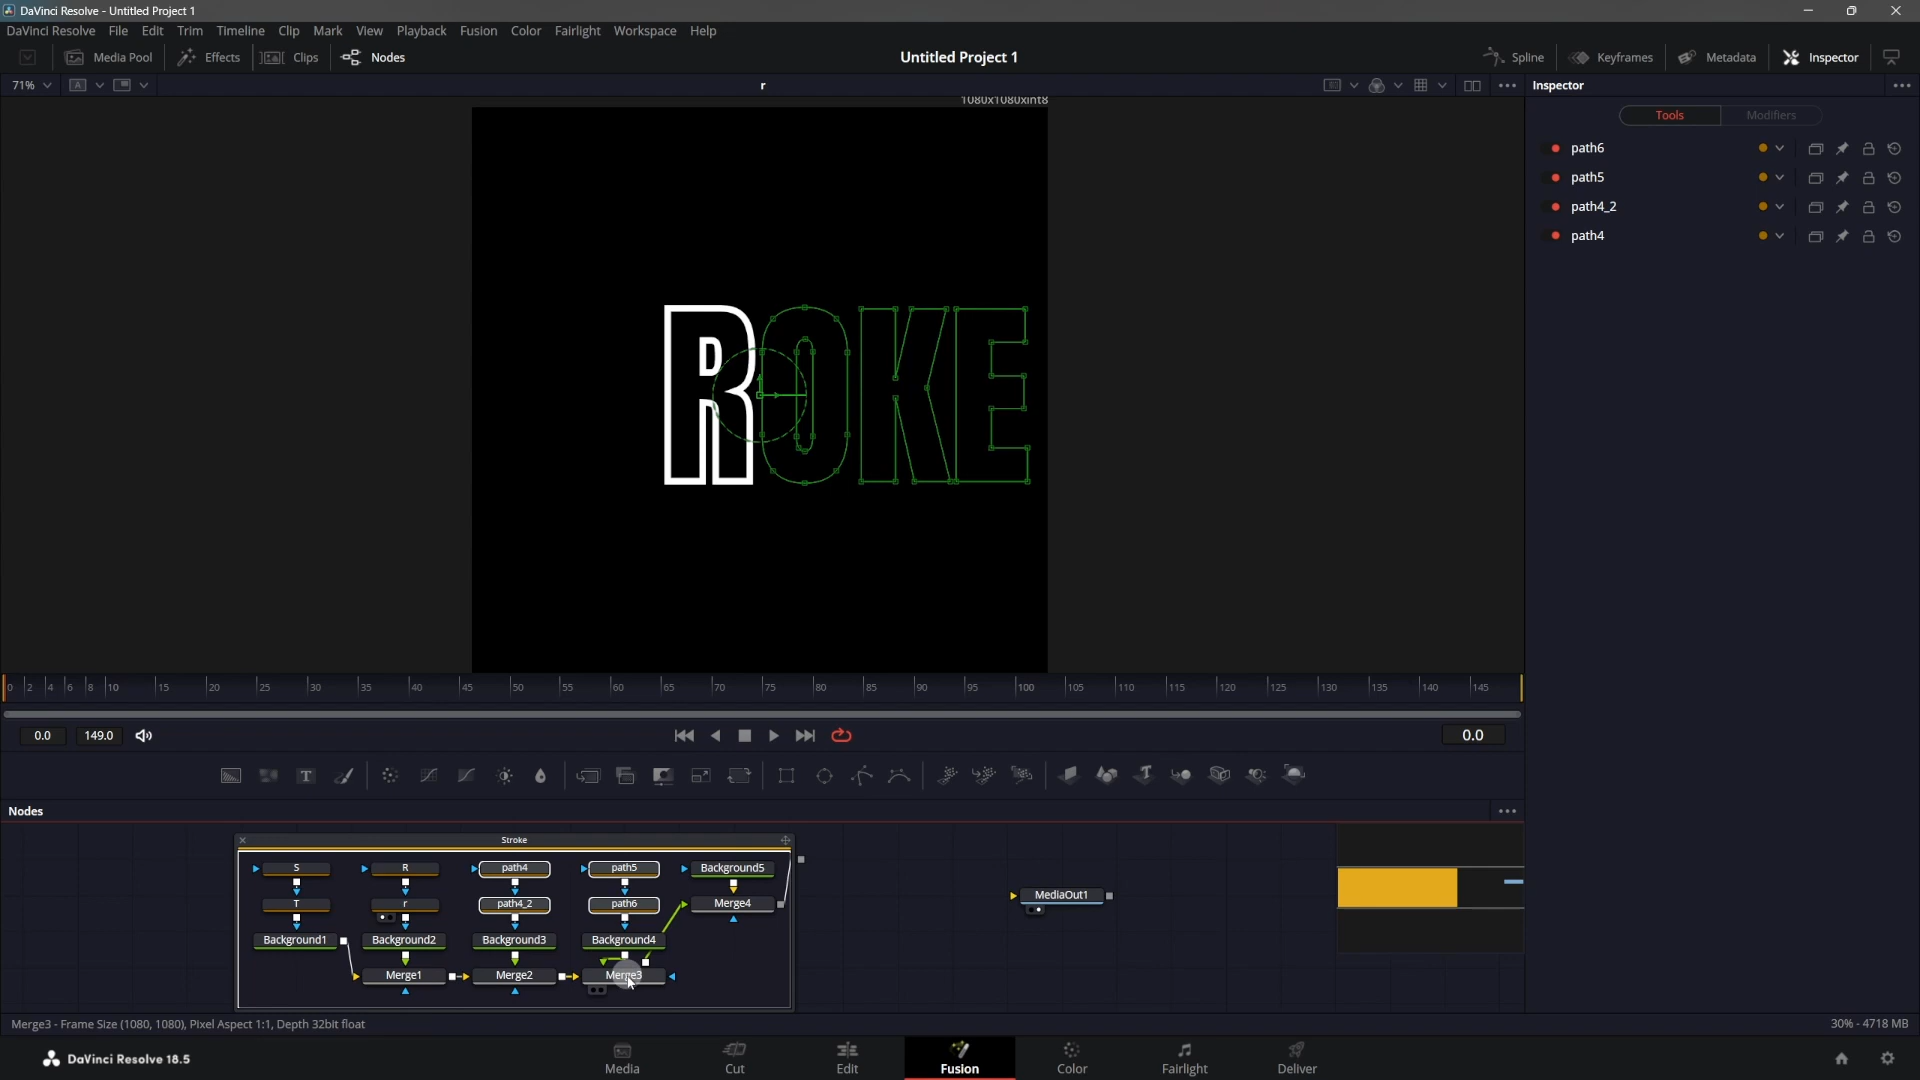 DaVinci Resolve - Untitled Project 1
DaVinci Resolve File Edit Trim Timeline Clip Mark View Playback Fusion Color Fairlight Workspace Help
Media Pool Effects Clips Nodes Untitled Project 1 Spline Keyframes Metadata Inspector
71% A r Inspector
1080x1080xint8
Tools Modifiers
path6
path5
path4_2
path4
ROKE
0 2 4 6 8 10 15 20 25 30 35 40 45 50 55 60 65 70 75 80 85 90 95 100 105 110 115 120 125 130 135 140 145
0.0 149.0 0.0
T
Nodes
Stroke
S R path4 path5 Background5
T r path4_2 path6 Merge4 MediaOut1
Background1 Background2 Background3 Background4
Merge1 Merge2 Merge3
Merge3 - Frame Size (1080, 1080), Pixel Aspect 1:1, Depth 32bit float 30% - 4718 MB
DaVinci Resolve 18.5 Media Cut Edit Fusion Color Fairlight Deliver